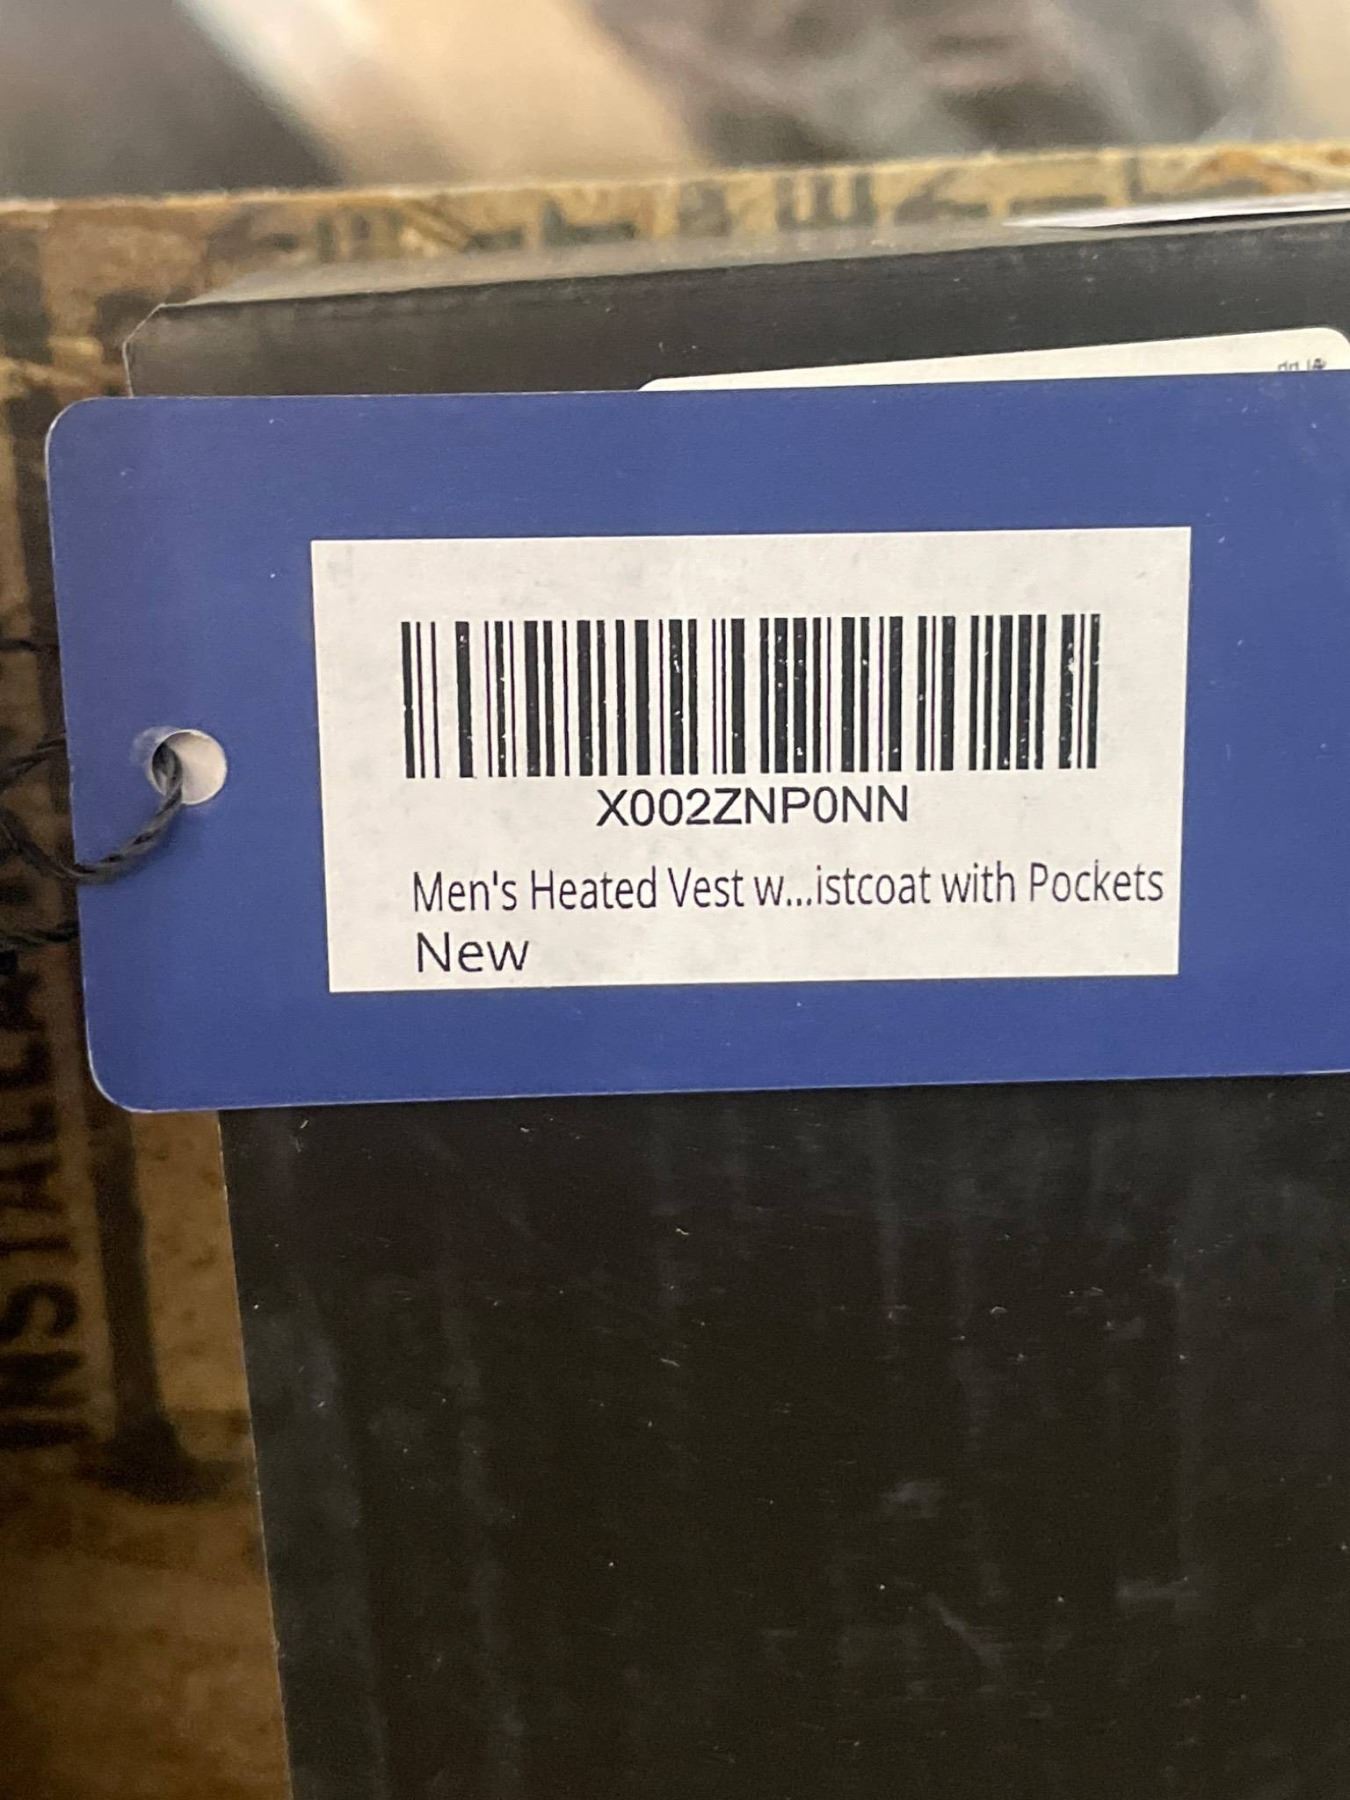 X002ZNP0NN
Men's Heated Vest w...istcoat with Pockets
New